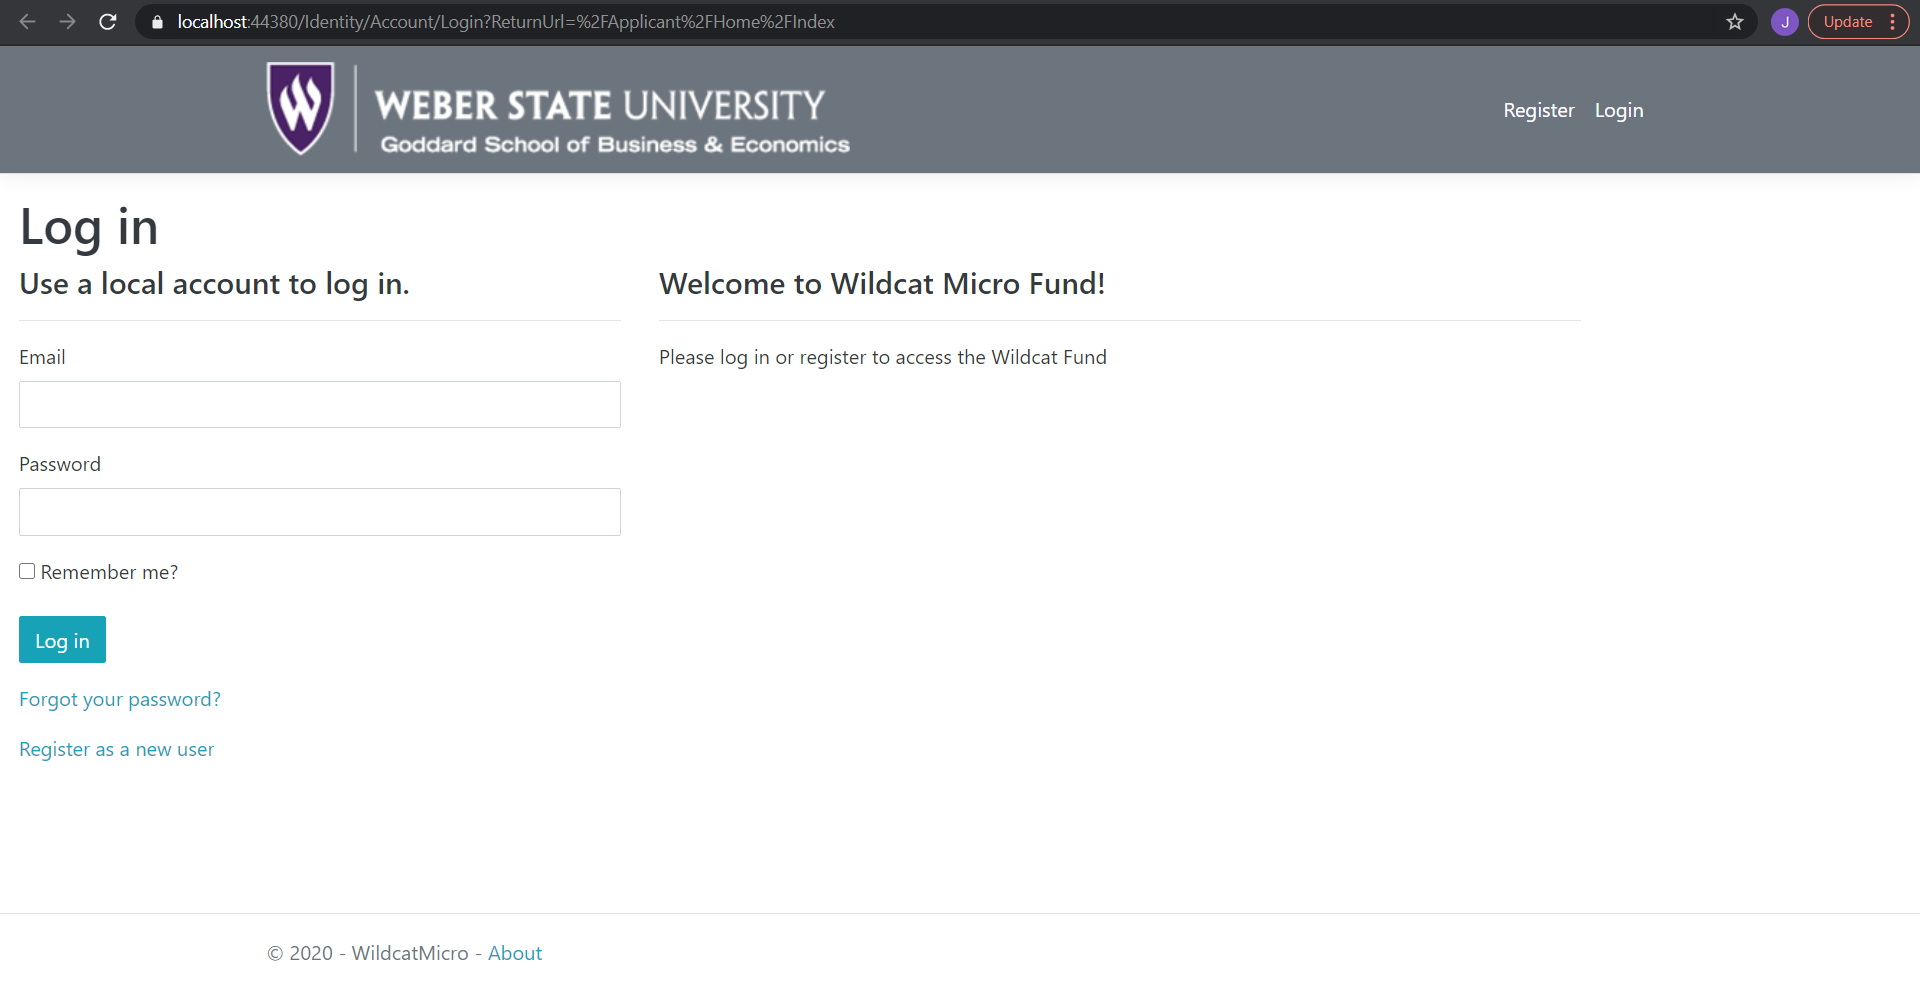 localhost:44380/Identity/Account/Login?ReturnUrl=%2FApplicant%2FHome%2FIndex
J
Update
WEBER STATE UNIVERSITY
Goddard School of Business & Economics
Register Login
Log in
Use a local account to log in.
Welcome to Wildcat Micro Fund!
Email
Please log in or register to access the Wildcat Fund
Password
Remember me?
Log in
Forgot your password?
Register as a new user
© 2020 - WildcatMicro - About